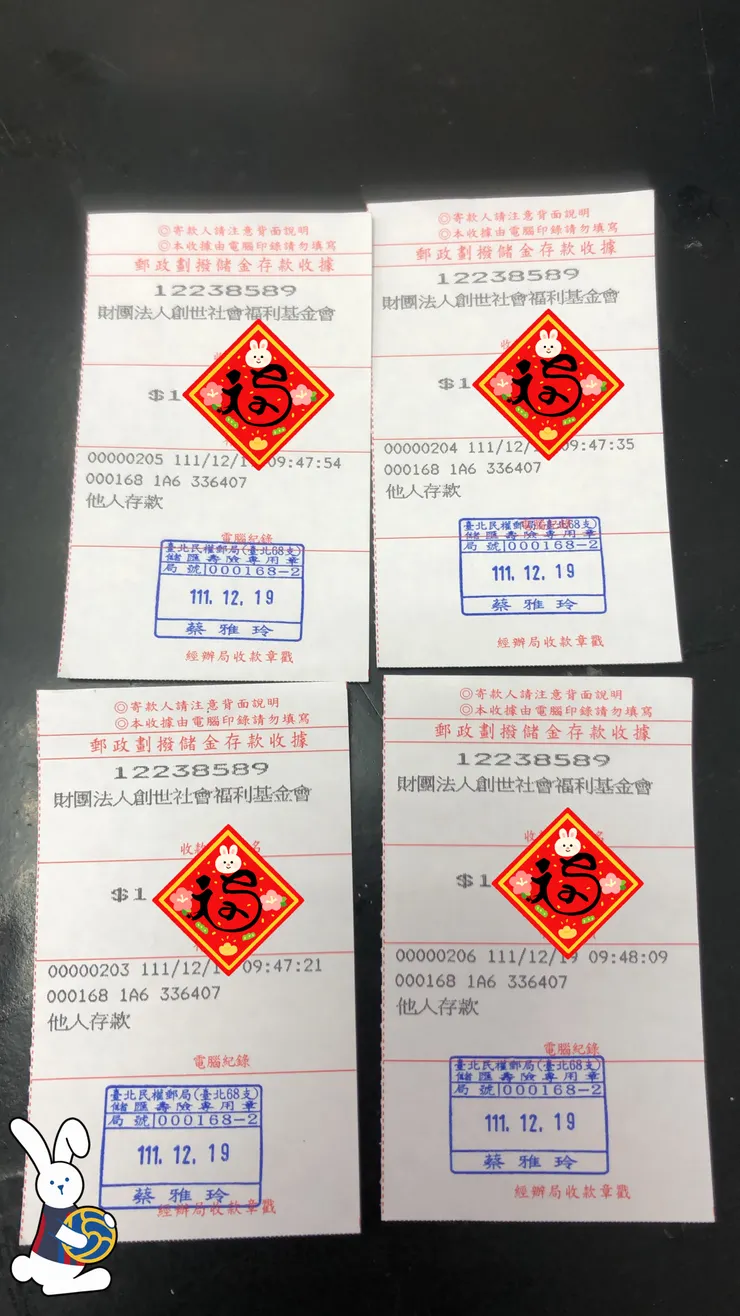 ◎寄款人請注意背面說明
◎本收據由電腦印錄請勿填寫
郵政劃撥儲金存款收據
12238589
財團法人創世社會福利基金會
福
$1
00000205 111/12/1 09:47:54
000168 1A6 336407
他人存款
電腦紀錄
臺北民權郵局(臺北68支)
儲匯壽險專用章
局號 000168-2
111. 12. 19
蔡雅玲
經辦局收款章戳
◎寄款人請注意背面說明
◎本收據由電腦印錄請勿填寫
郵政劃撥儲金存款收據
12238589
財團法人創世社會福利基金會
收
福
$1
00000204 111/12/ 09:47:35
000168 1A6 336407
他人存款
電腦紀錄
臺北民權郵局(臺北68支)
儲匯壽險專用章
局號 000168-2
111. 12. 19
蔡雅玲
經辦局收款章戳
◎寄款人請注意背面說明
◎本收據由電腦印錄請勿填寫
郵政劃撥儲金存款收據
12238589
財團法人創世社會福利基金會
收款 名
福
$1
00000203 111/12/1 09:47:21
000168 1A6 336407
他人存款
電腦紀錄
臺北民權郵局(臺北68支)
儲匯壽險專用章
局號 000168-2
111. 12. 19
蔡雅玲
經辦局收款章戳
◎寄款人請注意背面說明
◎本收據由電腦印錄請勿填寫
郵政劃撥儲金存款收據
12238589
財團法人創世社會福利基金會
收 名
福
$1
00000206 111/12/19 09:48:09
000168 1A6 336407
他人存款
電腦紀錄
臺北民權郵局(臺北68支)
儲匯壽險專用章
局號 000168-2
111. 12. 19
蔡雅玲
經辦局收款章戳